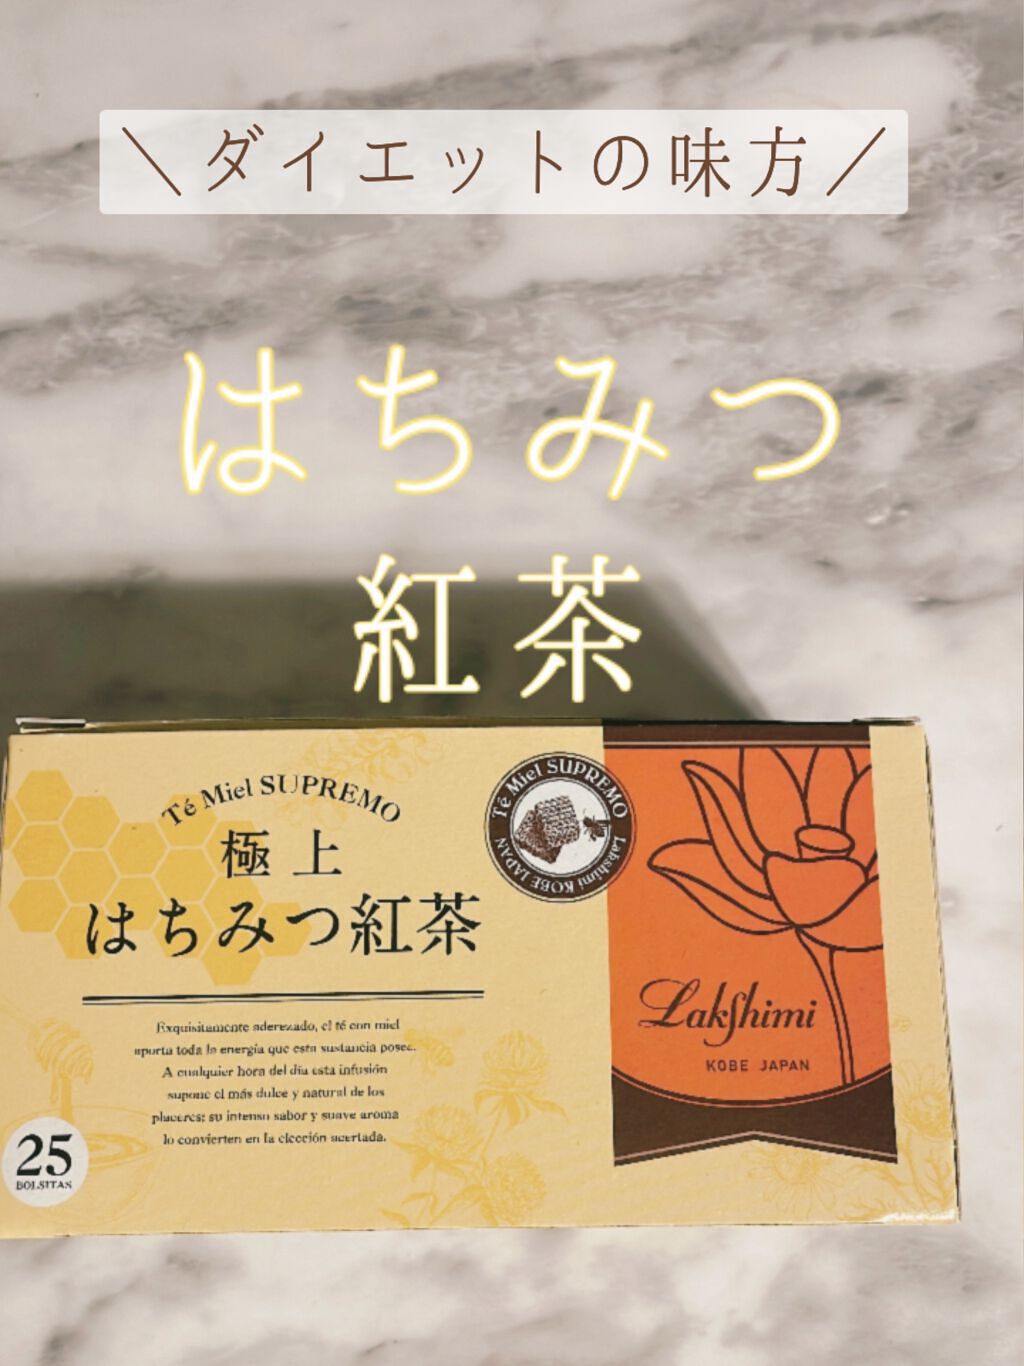 ＼ダイエットの味方／
はちみつ
紅茶
Té Miel SUPREMO
極上
はちみつ紅茶
Exquisitamente aderezado, el té con miel
aporta toda la energía que esta sustancia posee.
A cualquier hora del día esta infusión
supone el más dulce y natural de los
placeres; su intenso sabor y suave aroma
lo convierten en la elección acertada.
25
BOLSITAS
Té Miel SUPREMO
Lakshimi KOBE JAPAN
Lakshimi
KOBE JAPAN